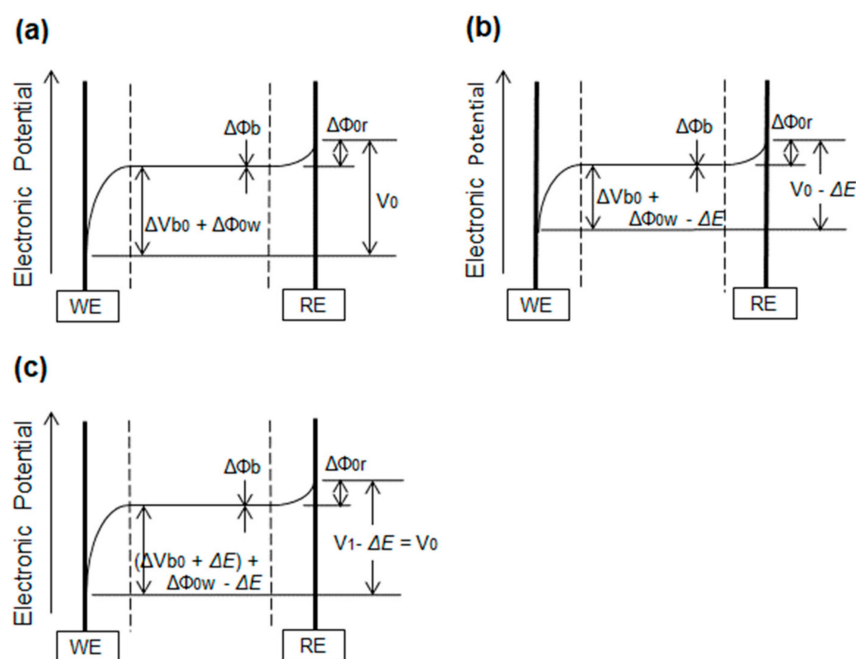 (a)
Electronic Potential
ΔΦb
ΔΦ0r
V0
ΔVb0 + ΔΦ0w
WE
RE
(b)
Electronic Potential
ΔΦb
ΔΦ0r
V0 - ΔE
ΔVb0 +
ΔΦ0w - ΔE
WE
RE
(c)
Electronic Potential
ΔΦb
ΔΦ0r
V1- ΔE = V0
(ΔVb0 + ΔE) +
ΔΦ0w - ΔE
WE
RE